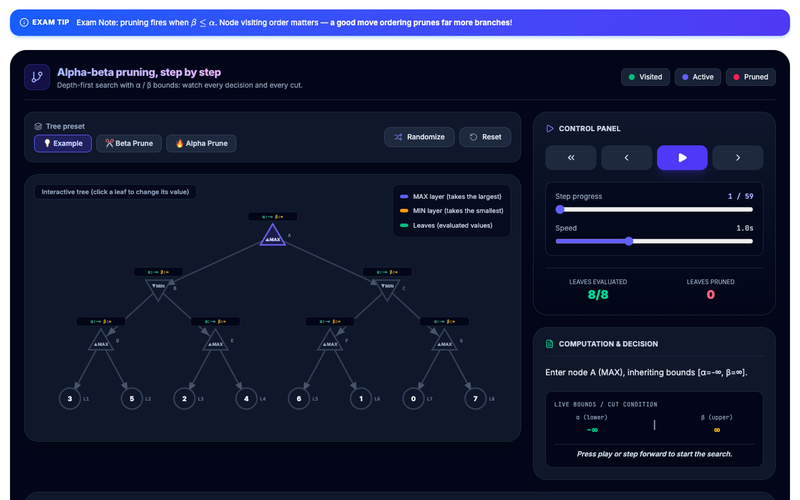 EXAM TIP Exam Note: pruning fires when β ≤ α. Node visiting order matters — a good move ordering prunes far more branches!
Alpha-beta pruning, step by step
Depth-first search with α / β bounds: watch every decision and every cut.
Visited
Active
Pruned
Tree preset
💡 Example
✂️ Beta Prune
🔥 Alpha Prune
Randomize
Reset
Interactive tree (click a leaf to change its value)
MAX layer (takes the largest)
MIN layer (takes the smallest)
Leaves (evaluated values)
α:-∞ β:∞
▲MAX A
α:-∞ β:∞ α:-∞ β:∞
▼MIN B ▼MIN C
α:-∞ β:∞ α:-∞ β:∞ α:-∞ β:∞ α:-∞ β:∞
▲MAX D ▲MAX E ▲MAX F ▲MAX G
3 L1 5 L2 2 L3 4 L4 6 L5 1 L6 0 L7 7 L8
CONTROL PANEL
Step progress 1 / 59
Speed 1.0s
LEAVES EVALUATED LEAVES PRUNED
8/8 0
COMPUTATION & DECISION
Enter node A (MAX), inheriting bounds [α=-∞, β=∞].
LIVE BOUNDS / CUT CONDITION
α (lower) β (upper)
-∞ | ∞
Press play or step forward to start the search.